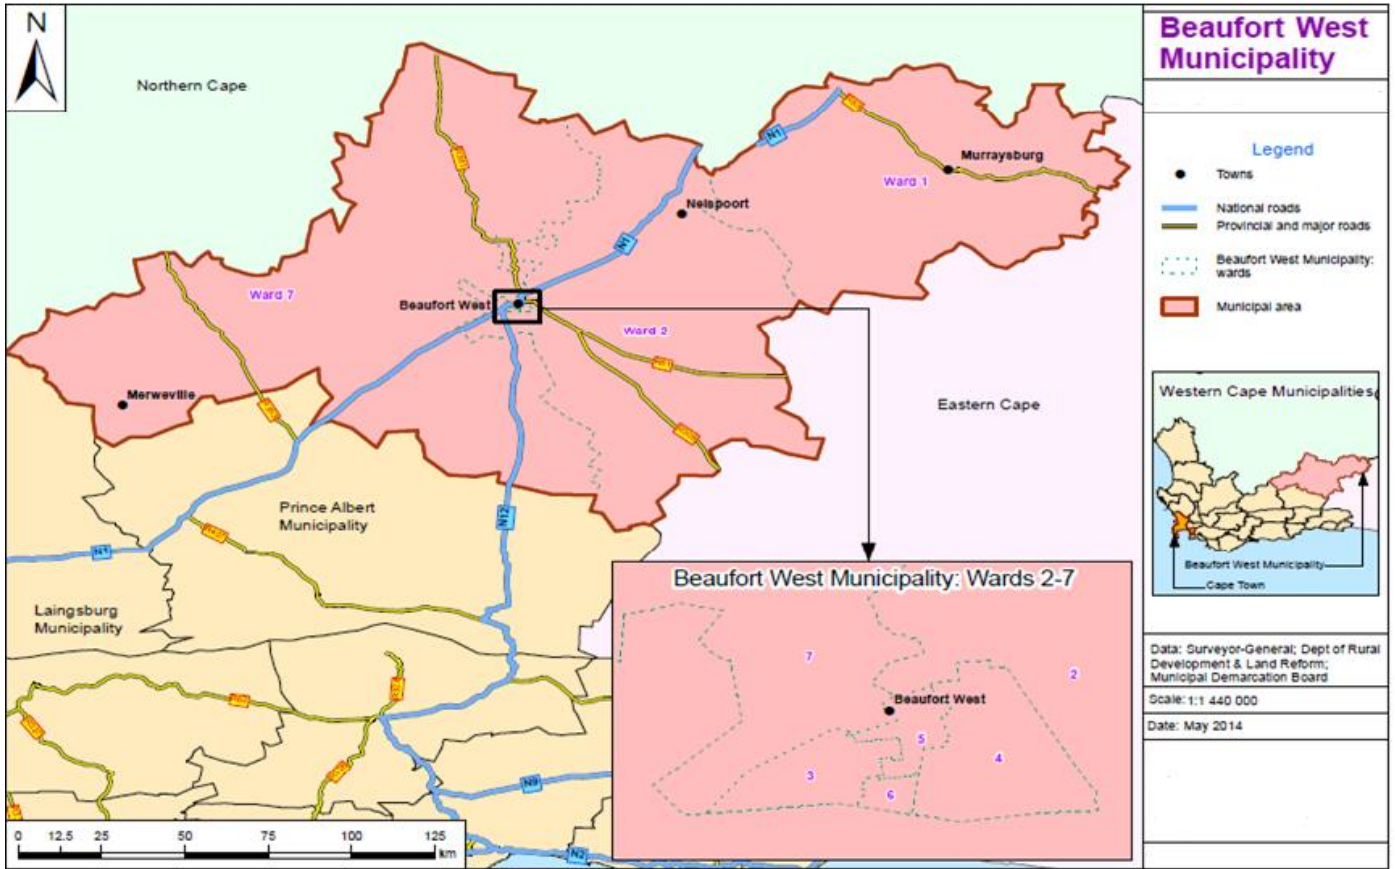 N
Northern Cape
N1
Murraysburg
Ward 1
Nelspoort
N1
Ward 7
Beaufort West
Ward 2
Merweville
Eastern Cape
Prince Albert
Municipality
N12
N1
Laingsburg
Municipality
N9
N2
0 12.5 25 50 75 100 125
km
Beaufort West Municipality: Wards 2-7
7
2
Beaufort West
5
4
3
6
Beaufort West
Municipality
Legend
Towns
National roads
Provincial and major roads
Beaufort West Municipality:
wards
Municipal area
Western Cape Municipalities
Beaufort West Municipality
Cape Town
Data: Surveyor-General; Dept of Rural
Development & Land Reform;
Municipal Demarcation Board
Scale: 1:1 440 000
Date: May 2014